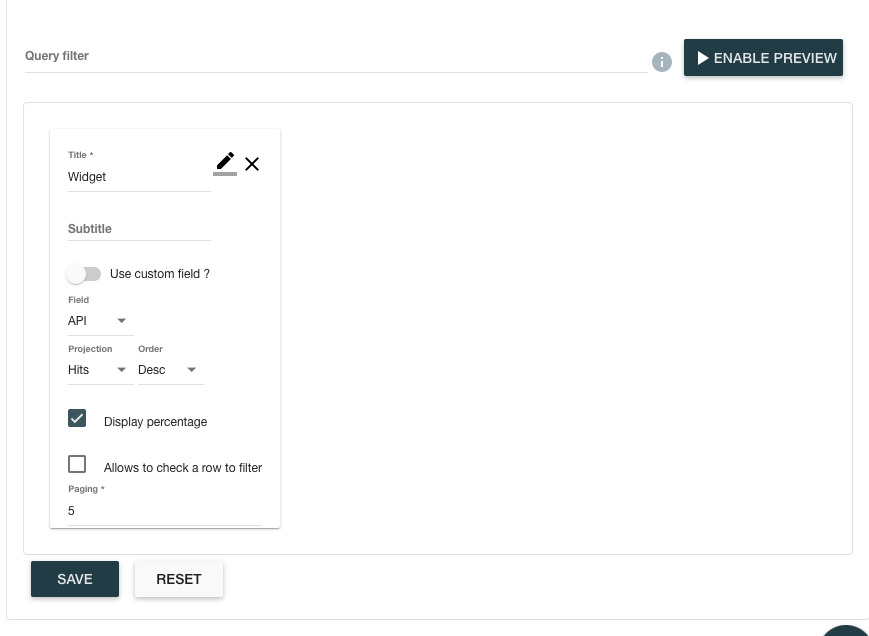 Query filter
ENABLE PREVIEW
Title *
Widget
Subtitle
Use custom field ?
Field
API
Projection Order
Hits Desc
Display percentage
Allows to check a row to filter
Paging *
5
SAVE RESET